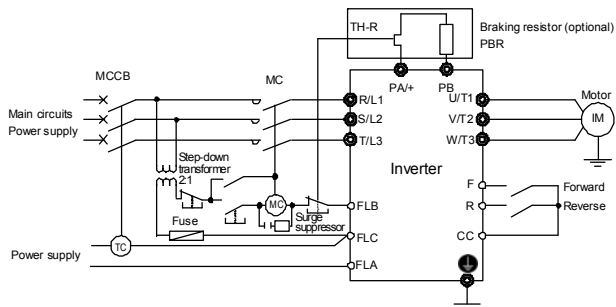 TH-R
Braking resistor (optional)
PBR
MCCB
MC
PA/+
PB
Main circuits
Power supply
R/L1
S/L2
T/L3
U/T1
V/T2
W/T3
Motor
IM
Step-down
transformer
2:1
Inverter
MC
Surge
suppressor
FLB
F
Forward
R
Reverse
Fuse
FLC
CC
Power supply
TC
FLA